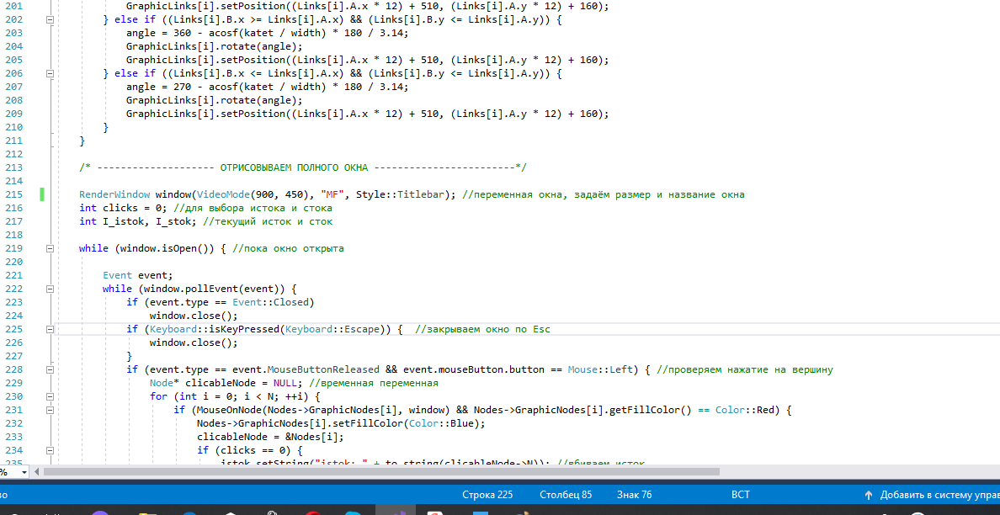 201 GraphicLinks[i].setPosition((Links[i].A.x * 12) + 510, (Links[i].A.y * 12) + 160);
202 } else if ((Links[i].B.x >= Links[i].A.x) && (Links[i].B.y <= Links[i].A.y)) {
203 angle = 360 - acosf(katet / width) * 180 / 3.14;
204 GraphicLinks[i].rotate(angle);
205 GraphicLinks[i].setPosition((Links[i].A.x * 12) + 510, (Links[i].A.y * 12) + 160);
206 } else if ((Links[i].B.x <= Links[i].A.x) && (Links[i].B.y <= Links[i].A.y)) {
207 angle = 270 - acosf(katet / width) * 180 / 3.14;
208 GraphicLinks[i].rotate(angle);
209 GraphicLinks[i].setPosition((Links[i].A.x * 12) + 510, (Links[i].A.y * 12) + 160);
210 }
211 }
212
213 /* -------------------- ОТРИСОВЫВАЕМ ПОЛНОГО ОКНА ------------------------*/
214
215 RenderWindow window(VideoMode(900, 450), "MF", Style::Titlebar); //переменная окна, задаём размер и название окна
216 int clicks = 0; //для выбора истока и стока
217 int I_istok, I_stok; //текущий исток и сток
218
219 while (window.isOpen()) { //пока окно открыта
220
221 Event event;
222 while (window.pollEvent(event)) {
223 if (event.type == Event::Closed)
224 window.close();
225 if (Keyboard::isKeyPressed(Keyboard::Escape)) { //закрываем окно по Esc
226 window.close();
227 }
228 if (event.type == event.MouseButtonReleased && event.mouseButton.button == Mouse::Left) { //проверяем нажатие на вершину
229 Node* clicableNode = NULL; //временная переменная
230 for (int i = 0; i < N; ++i) {
231 if (MouseOnNode(Nodes->GraphicNodes[i], window) && Nodes->GraphicNodes[i].getFillColor() == Color::Red) {
232 Nodes->GraphicNodes[i].setFillColor(Color::Blue);
233 clicableNode = &Nodes[i];
234 if (clicks == 0) {
235 istok.setString("istok: " + to_string(clicableNode->N)); //вбиваем исток
%
Строка 225 Столбец 85 Знак 76 ВСТ Добавить в систему управ